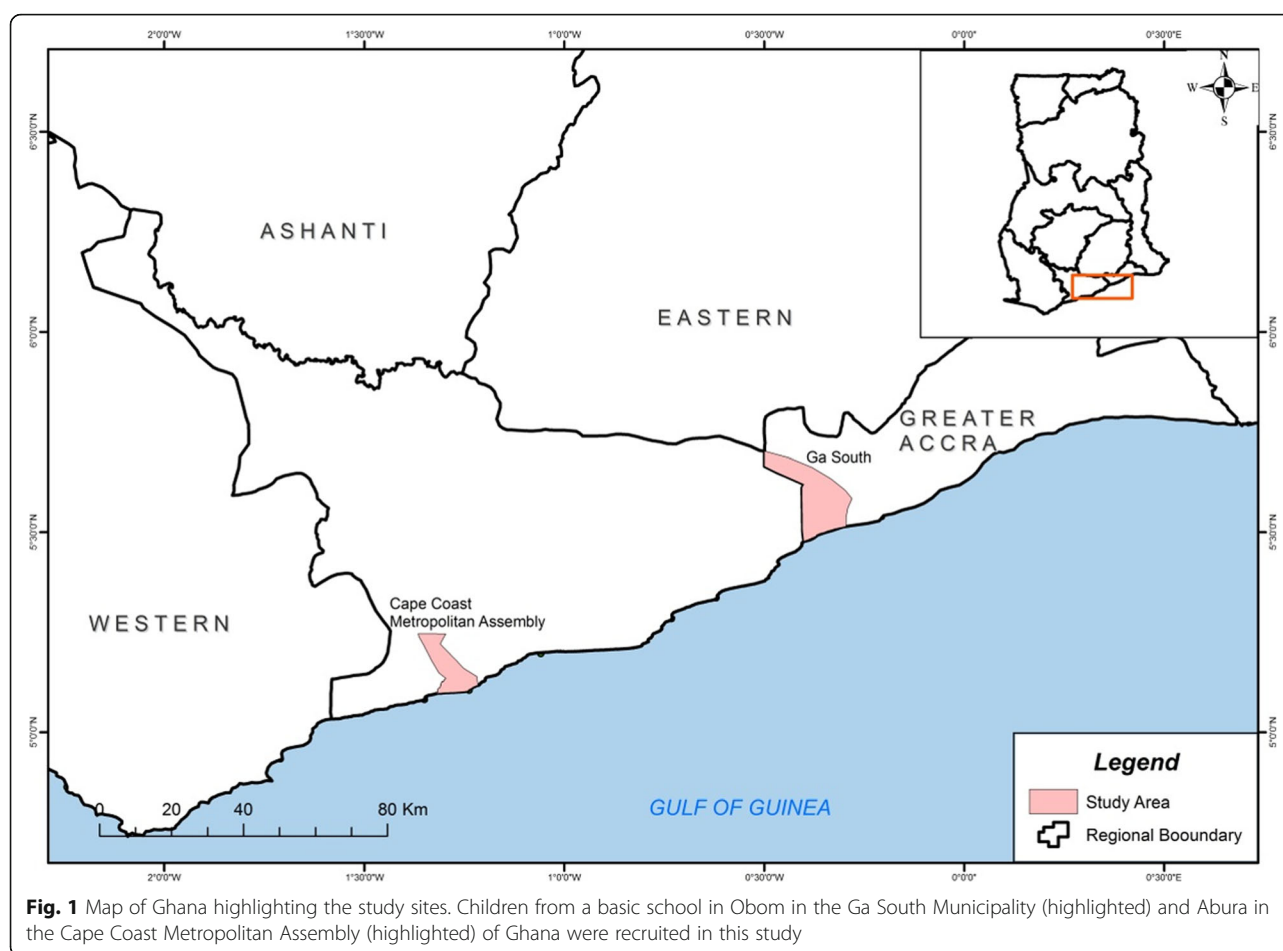 2°0'0"W 1°30'0"W 1°0'0"W 0°30'0"W 0°0'0" 0°30'0"E
N
W E
S
6°30'0"N 6°30'0"N
ASHANTI
EASTERN
6°0'0"N 6°0'0"N
GREATER
ACCRA
Ga South
5°30'0"N 5°30'0"N
Cape Coast
Metropolitan Assembly
WESTERN
5°0'0"N 5°0'0"N
Legend
Study Area
Regional Booundary
0 20 40 80 Km
GULF OF GUINEA
2°0'0"W 1°30'0"W 1°0'0"W 0°30'0"W 0°0'0" 0°30'0"E
Fig. 1 Map of Ghana highlighting the study sites. Children from a basic school in Obom in the Ga South Municipality (highlighted) and Abura in
the Cape Coast Metropolitan Assembly (highlighted) of Ghana were recruited in this study